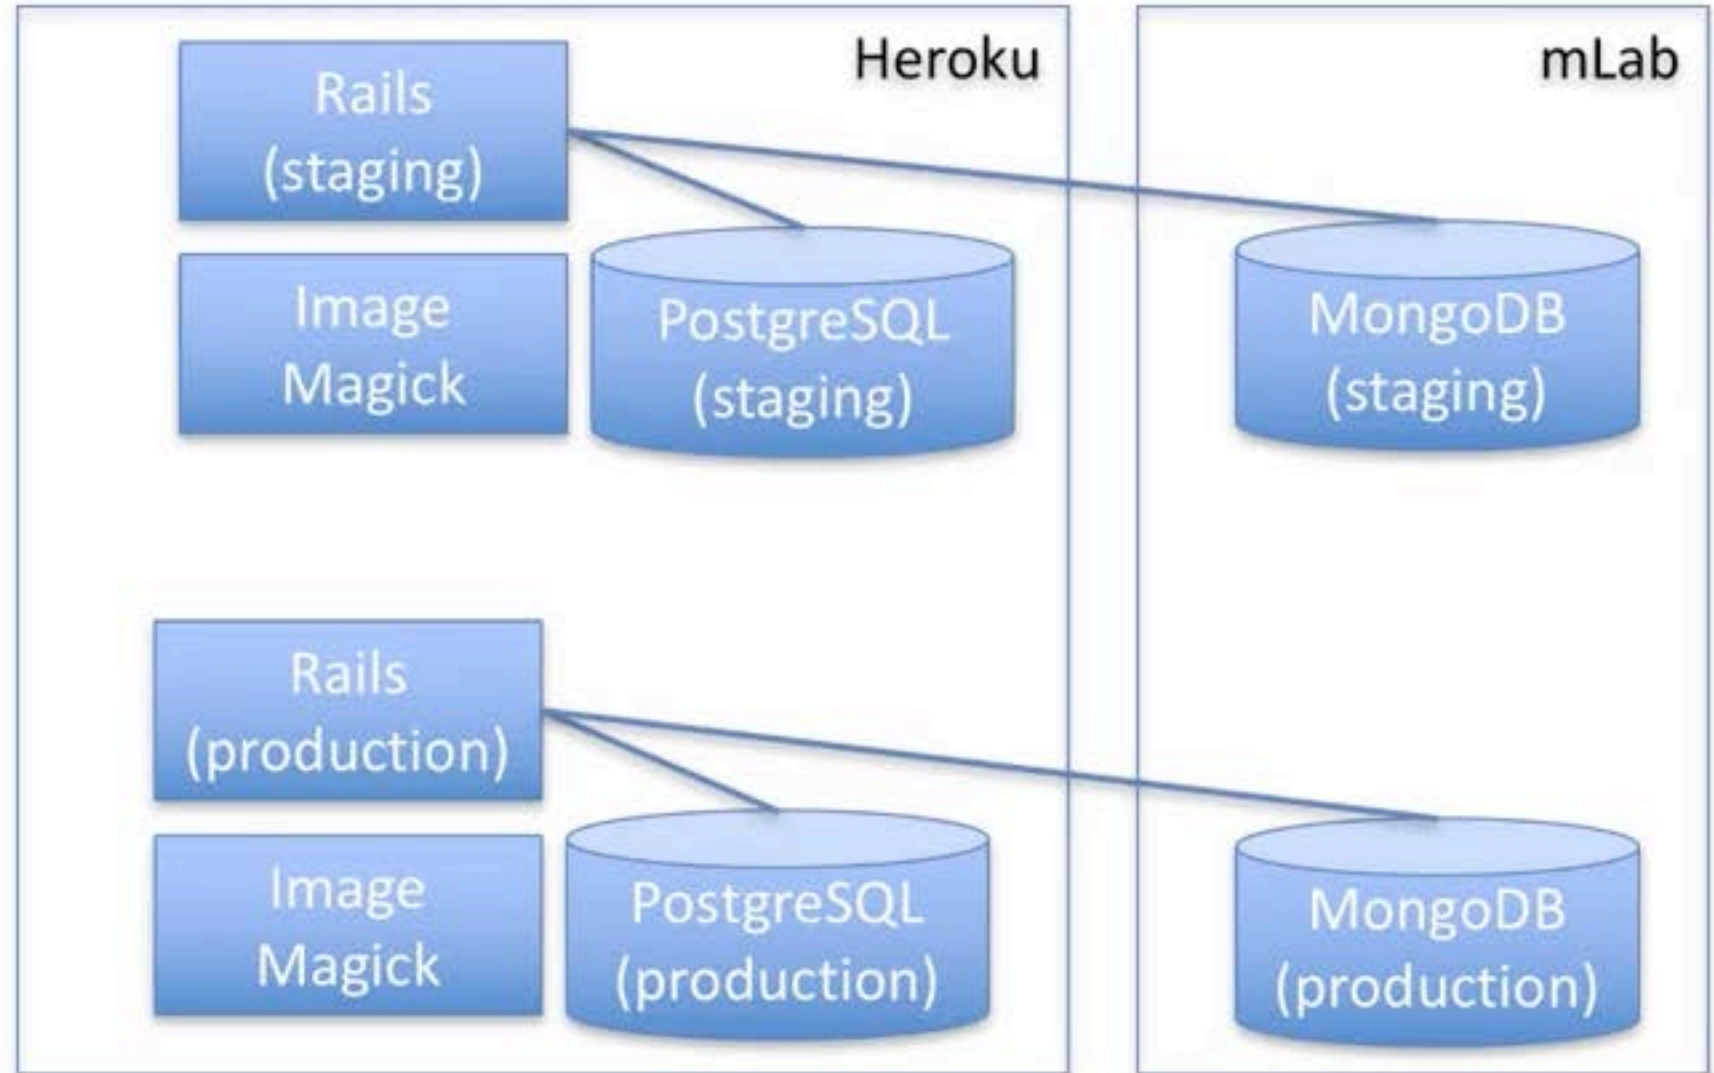 Heroku
mLab
Rails
(staging)
Image
Magick
PostgreSQL
(staging)
MongoDB
(staging)
Rails
(production)
Image
Magick
PostgreSQL
(production)
MongoDB
(production)